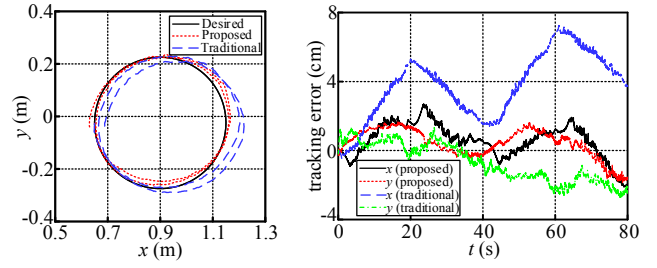 0.4
0.2
0
-0.2
-0.4
y (m)
Desired
Proposed
Traditional
0.5 0.7 0.9 1.1 1.3
x (m)
8
4
0
-4
tracking error (cm)
x (proposed)
y (proposed)
x (traditional)
y (traditional)
0 20 40 60 80
t (s)